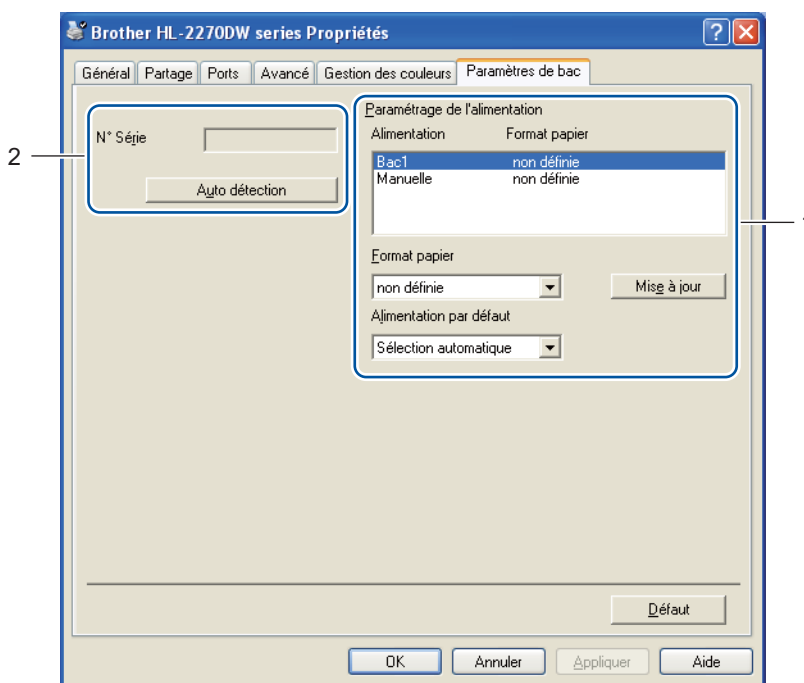 Brother HL-2270DW series Propriétés
Général Partage Ports Avancé Gestion des couleurs Paramètres de bac
2
N° Série
Auto détection
Paramétrage de l'alimentation
Alimentation Format papier
Bac1 non définie
Manuelle non définie
Format papier
non définie Mise à jour
Alimentation par défaut
Sélection automatique
Défaut
OK Annuler Appliquer Aide